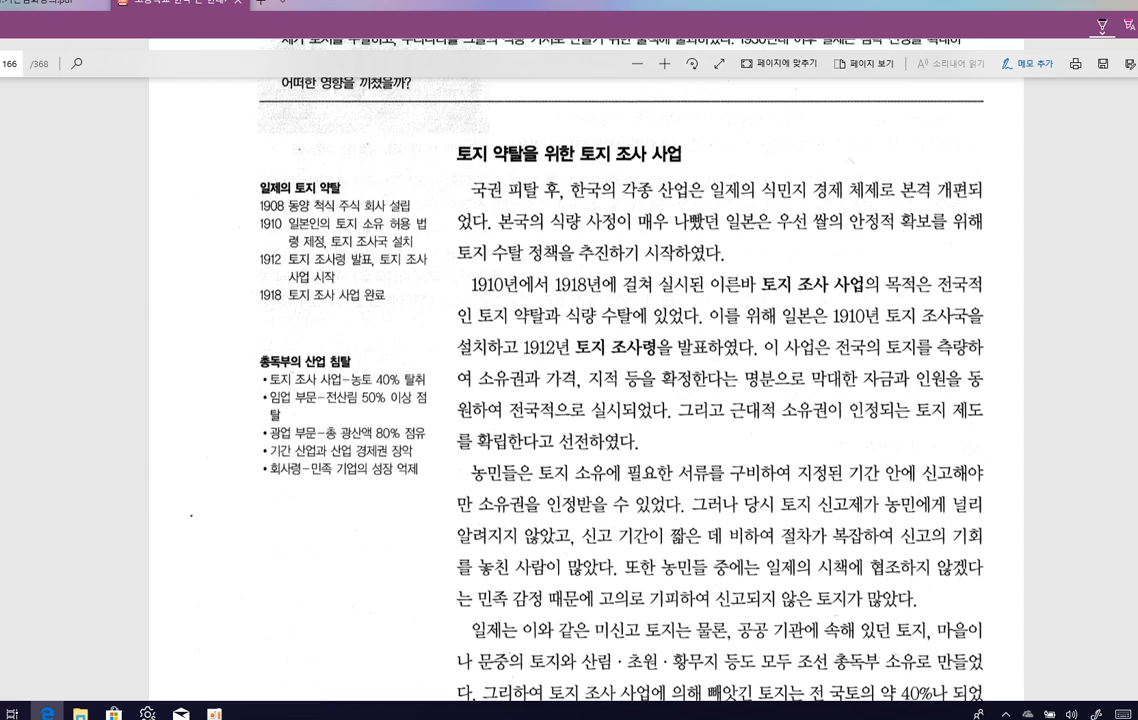 166
/368
페이지에 맞추기
페이지 보기
소리내어 읽기
메모 추가
어떠한 영향을 끼쳤을까?
토지 약탈을 위한 토지 조사 사업
일제의 토지 약탈
1908 동양 척식 주식 회사 설립
1910 일본인의 토지 소유 허용 법
령 제정, 토지 조사국 설치
1912 토지 조사령 발표, 토지 조사
사업 시작
1918 토지 조사 사업 완료
총독부의 산업 침탈
• 토지 조사 사업–농토 40% 탈취
• 임업 부문–전산림 50% 이상 점
탈
• 광업 부문–총 광산액 80% 점유
• 기간 산업과 산업 경제권 장악
• 회사령–민족 기업의 성장 억제
국권 피탈 후, 한국의 각종 산업은 일제의 식민지 경제 체제로 본격 개편되
었다. 본국의 식량 사정이 매우 나빴던 일본은 우선 쌀의 안정적 확보를 위해
토지 수탈 정책을 추진하기 시작하였다.
1910년에서 1918년에 걸쳐 실시된 이른바 토지 조사 사업의 목적은 전국적
인 토지 약탈과 식량 수탈에 있었다. 이를 위해 일본은 1910년 토지 조사국을
설치하고 1912년 토지 조사령을 발표하였다. 이 사업은 전국의 토지를 측량하
여 소유권과 가격, 지적 등을 확정한다는 명분으로 막대한 자금과 인원을 동
원하여 전국적으로 실시되었다. 그리고 근대적 소유권이 인정되는 토지 제도
를 확립한다고 선전하였다.
농민들은 토지 소유에 필요한 서류를 구비하여 지정된 기간 안에 신고해야
만 소유권을 인정받을 수 있었다. 그러나 당시 토지 신고제가 농민에게 널리
알려지지 않았고, 신고 기간이 짧은 데 비하여 절차가 복잡하여 신고의 기회
를 놓친 사람이 많았다. 또한 농민들 중에는 일제의 시책에 협조하지 않겠다
는 민족 감정 때문에 고의로 기피하여 신고되지 않은 토지가 많았다.
일제는 이와 같은 미신고 토지는 물론, 공공 기관에 속해 있던 토지, 마을이
나 문중의 토지와 산림 · 초원 · 황무지 등도 모두 조선 총독부 소유로 만들었
다. 그리하여 토지 조사 사업에 의해 빼앗긴 토지는 전 국토의 약 40%나 되었